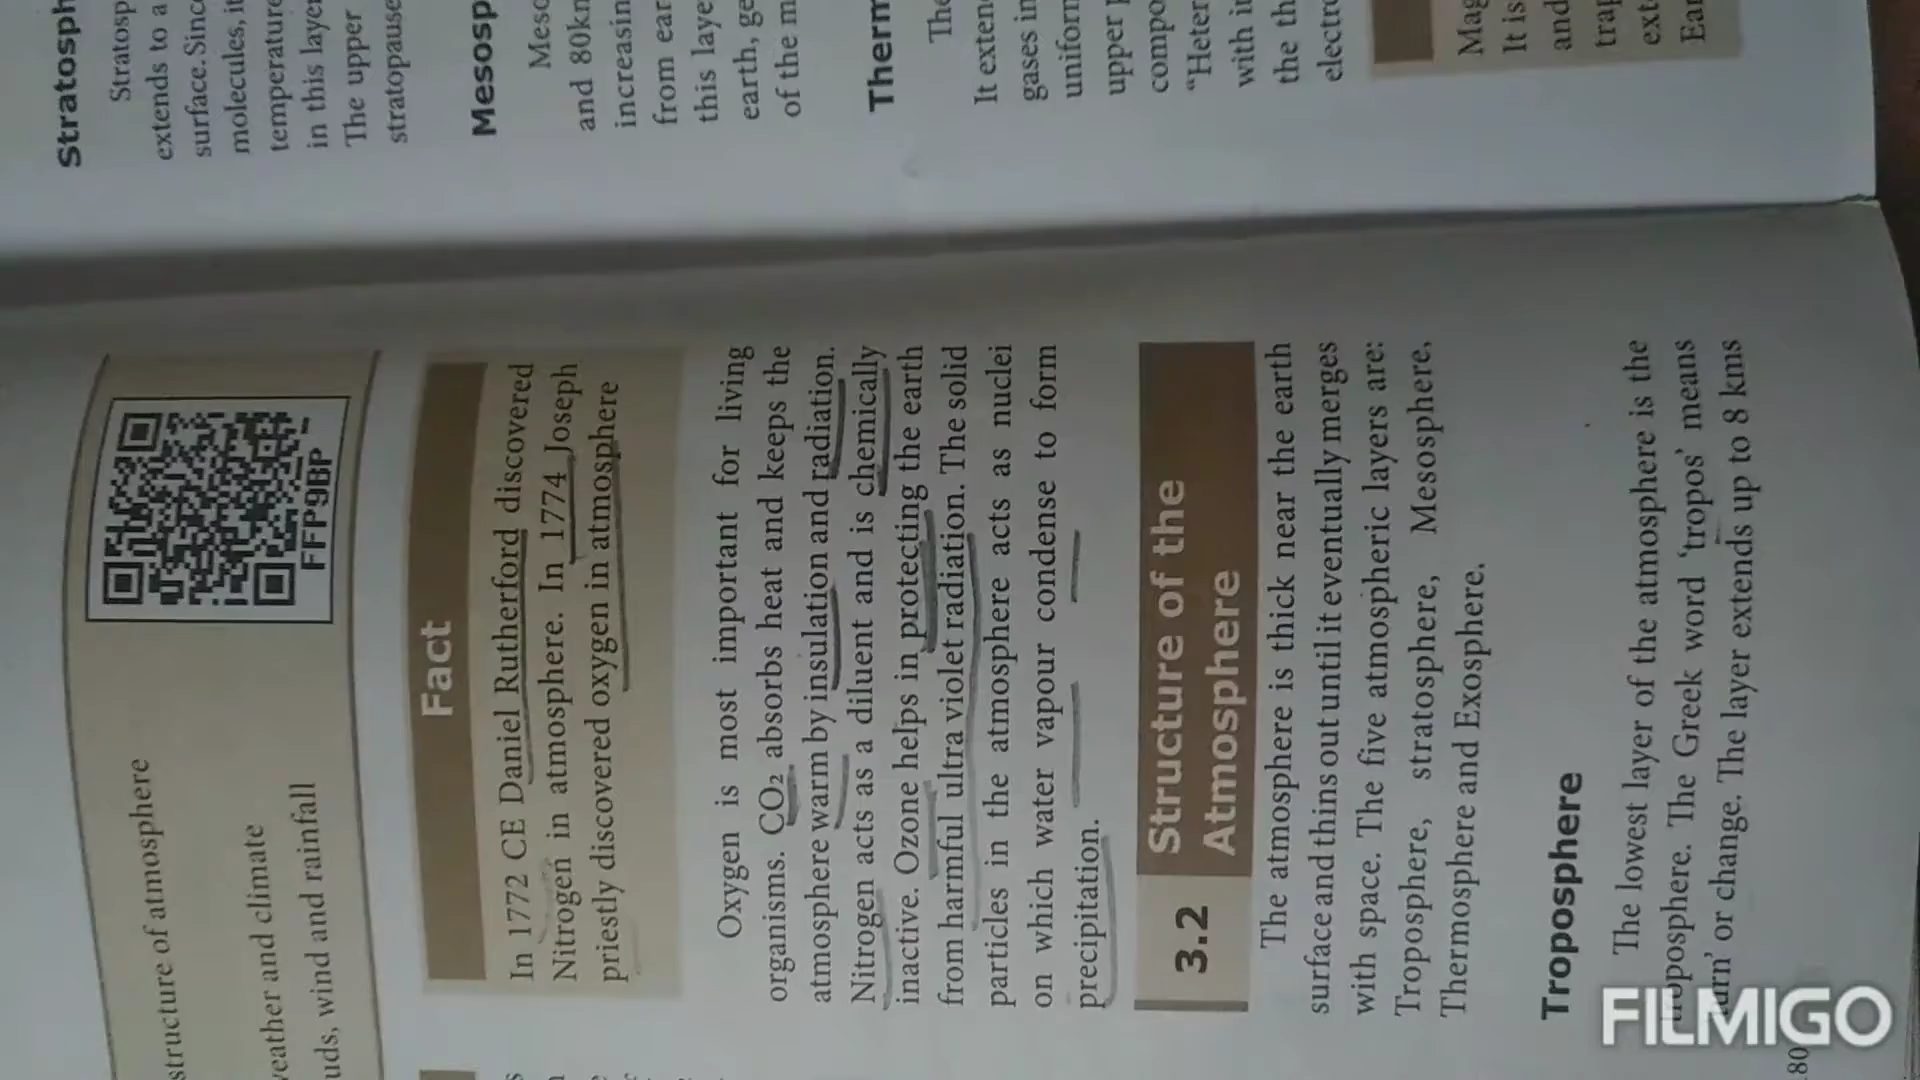 structure of atmosphere
weather and climate
uds, wind and rainfall
FFP9BP
Fact
In 1772 CE Daniel Rutherford discovered
Nitrogen in atmosphere. In 1774 Joseph
priestly discovered oxygen in atmosphere
Oxygen is most important for living
organisms. CO₂ absorbs heat and keeps the
atmosphere warm by insulation and radiation.
Nitrogen acts as a diluent and is chemically
inactive. Ozone helps in protecting the earth
from harmful ultra violet radiation. The solid
particles in the atmosphere acts as nuclei
on which water vapour condense to form
precipitation.
3.2 Structure of the
Atmosphere
The atmosphere is thick near the earth
surface and thins out until it eventually merges
with space. The five atmospheric layers are:
Troposphere, stratosphere, Mesosphere,
Thermosphere and Exosphere.
Troposphere
The lowest layer of the atmosphere is the
troposphere. The Greek word ‘tropos’ means
‘turn’ or change. The layer extends up to 8 kms
80
Stratosph
Stratosp
extends to a
surface. Since
molecules, it
temperature
in this layer
The upper
stratopause
Mesosp
Meso
and 80km
increasin
from ear
this laye
earth, ge
of the m
Therm
The
It exten
gases in
uniform
upper p
compo
“Heter
with i
the th
electro
Mag
It is
and
trap
ext
Ear
FILMIGO